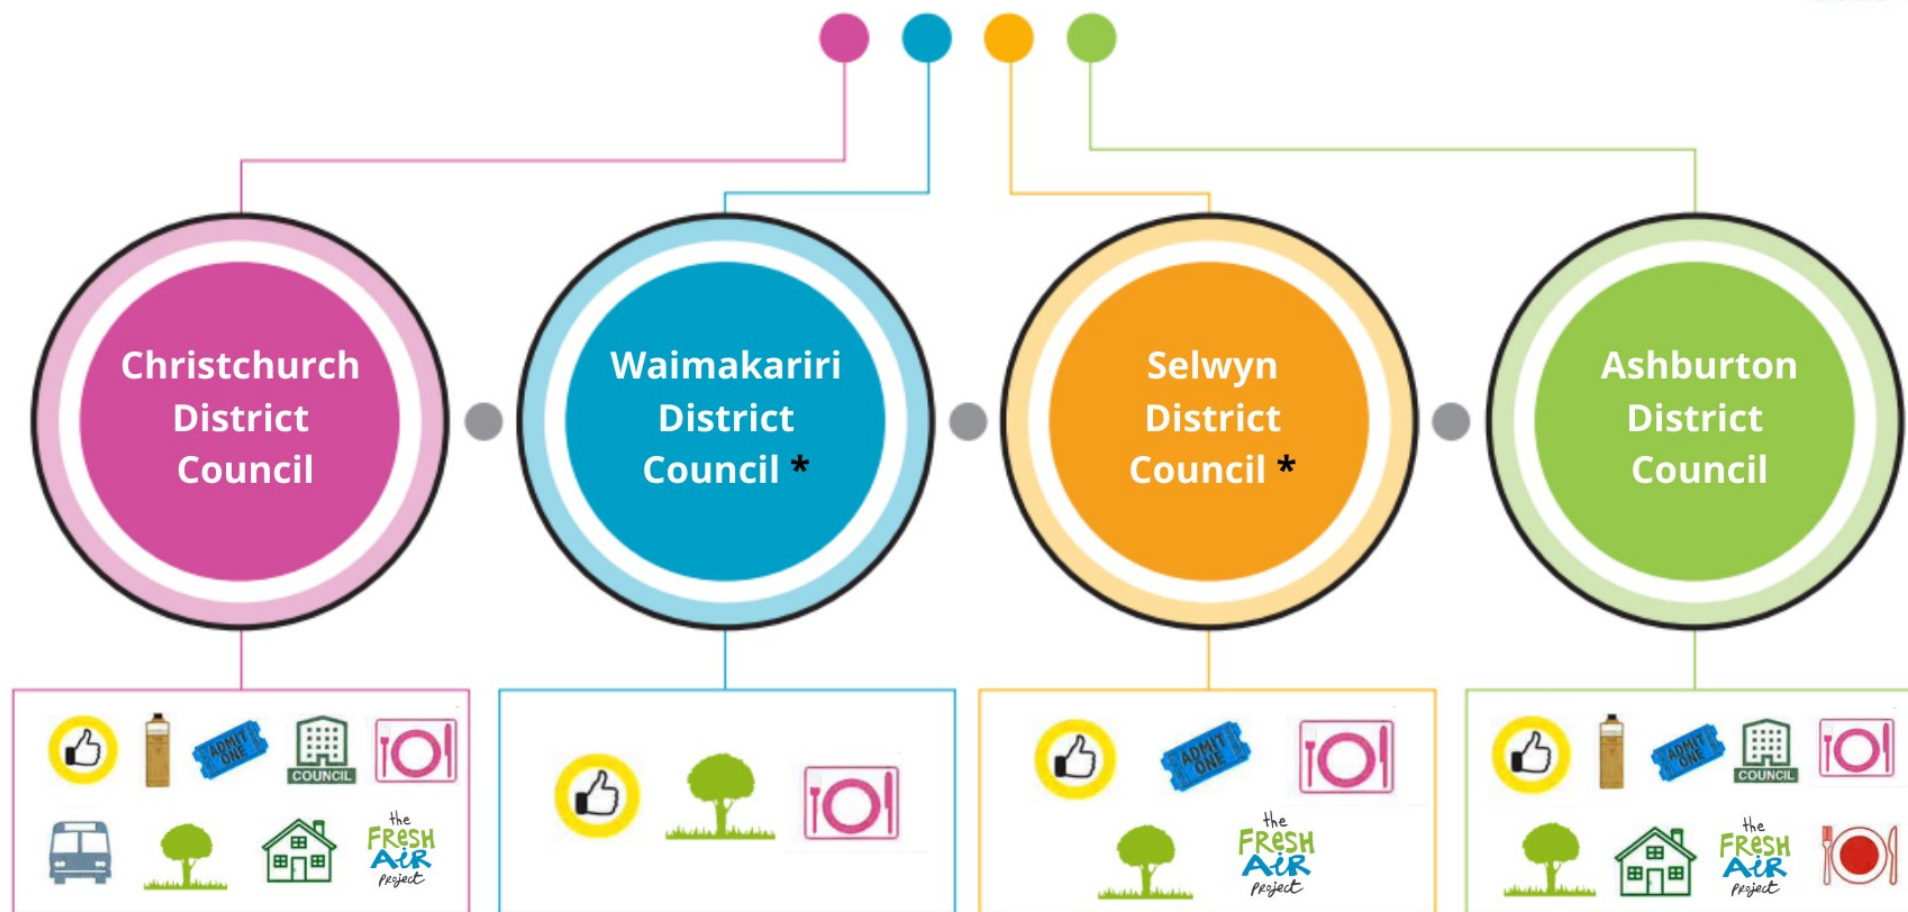 Christchurch
District
Council
Waimakariri
District
Council *
Selwyn
District
Council *
Ashburton
District
Council
ADMIT
ONE
COUNCIL
the
FRESH
AIR
PROJECT
ADMIT
ONE
the
FRESH
AIR
PROJECT
ADMIT
ONE
COUNCIL
the
FRESH
AIR
PROJECT